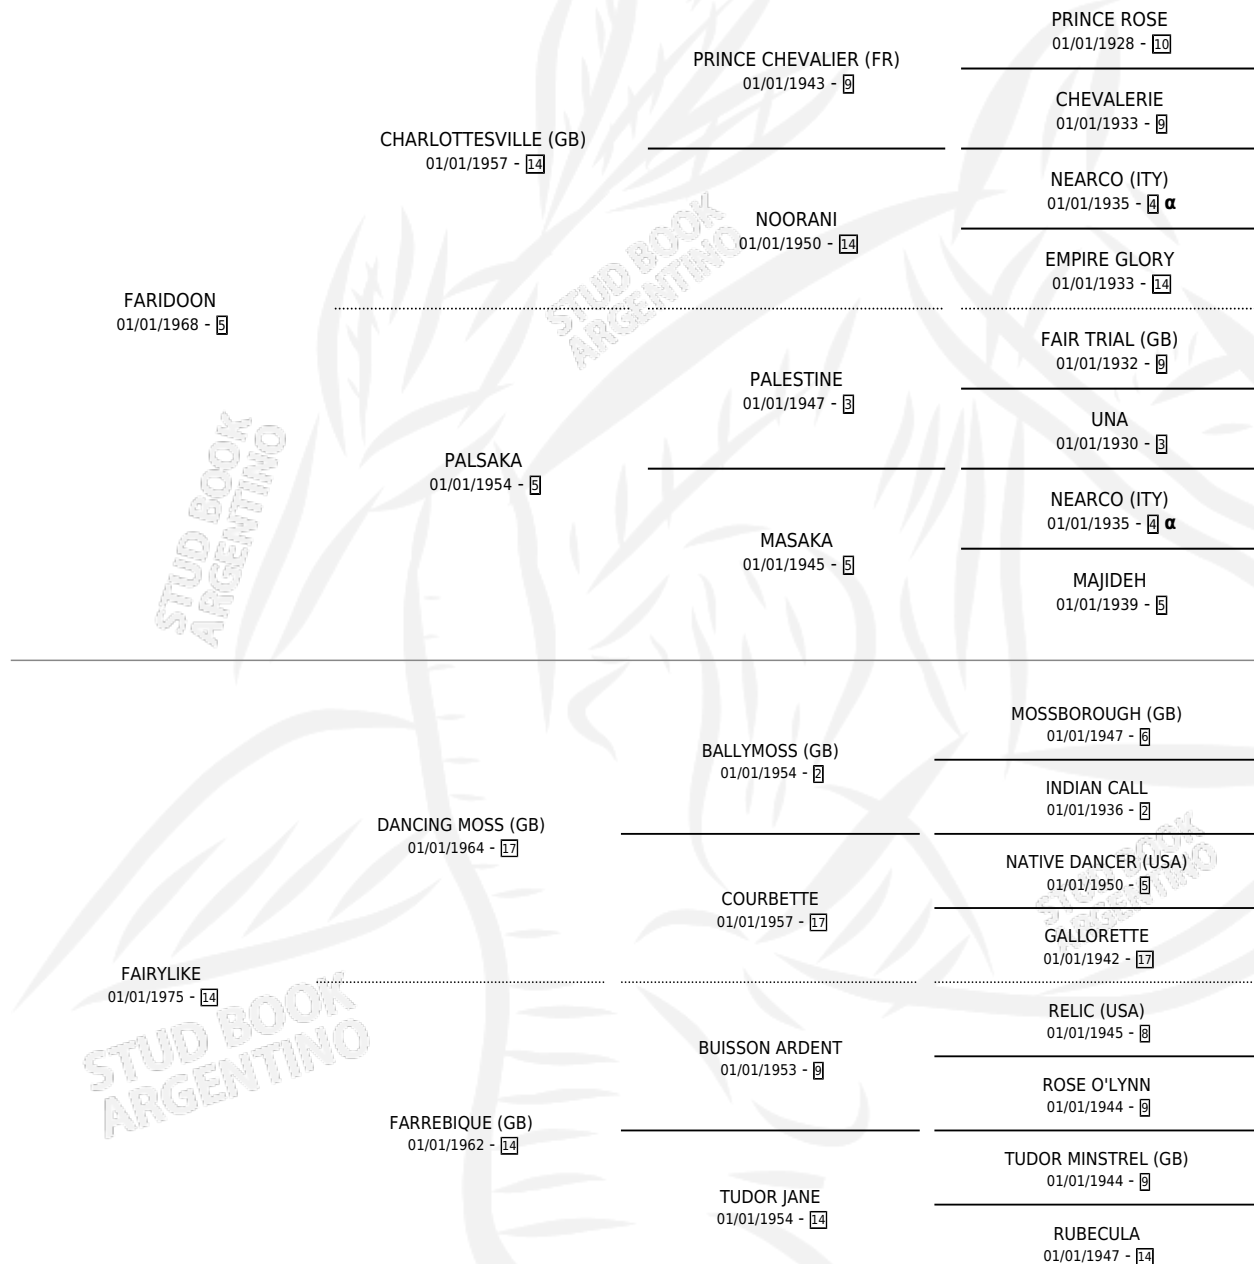 PRINCE ROSE
01/01/1928 - 10
PRINCE CHEVALIER (FR)
01/01/1943 - 9
CHEVALERIE
01/01/1933 - 9
CHARLOTTESVILLE (GB)
01/01/1957 - 14
NEARCO (ITY)
01/01/1935 - 4 α
NOORANI
01/01/1950 - 14
EMPIRE GLORY
01/01/1933 - 14
STUD BOOK
ARGENTINO
FARIDOON
01/01/1968 - 5
FAIR TRIAL (GB)
01/01/1932 - 9
PALESTINE
01/01/1947 - 3
UNA
01/01/1930 - 3
PALSAKA
01/01/1954 - 5
NEARCO (ITY)
01/01/1935 - 4 α
MASAKA
01/01/1945 - 5
MAJIDEH
01/01/1939 - 5
STUD BOOK
ARGENTINO
MOSSBOROUGH (GB)
01/01/1947 - 6
BALLYMOSS (GB)
01/01/1954 - 2
INDIAN CALL
01/01/1936 - 2
DANCING MOSS (GB)
01/01/1964 - 17
NATIVE DANCER (USA)
01/01/1950 - 5
COURBETTE
01/01/1957 - 17
GALLORETTE
01/01/1942 - 17
STUD BOOK
ARGENTINO
FAIRYLIKE
01/01/1975 - 14
STUD BOOK
ARGENTINO
RELIC (USA)
01/01/1945 - 8
BUISSON ARDENT
01/01/1953 - 9
ROSE O'LYNN
01/01/1944 - 9
FARREBIQUE (GB)
01/01/1962 - 14
TUDOR MINSTREL (GB)
01/01/1944 - 9
TUDOR JANE
01/01/1954 - 14
RUBECULA
01/01/1947 - 14